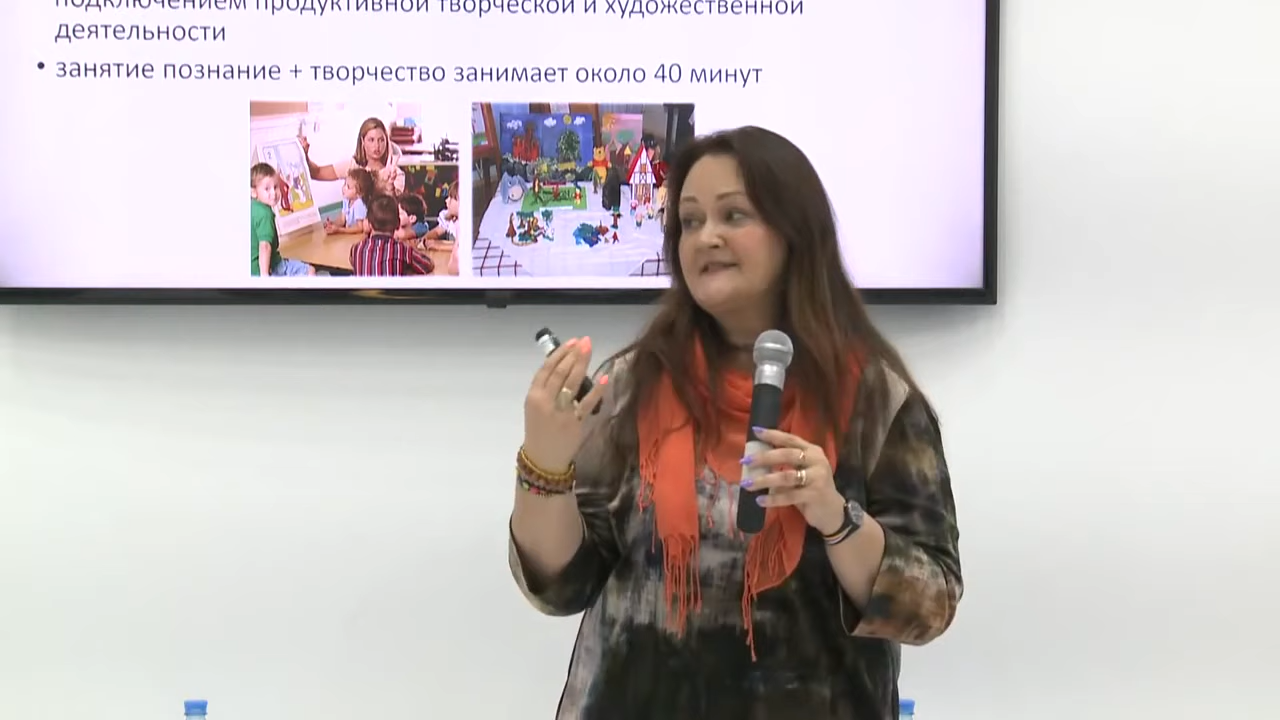 подключением продуктивной творческой и художественной
деятельности
• занятие познание + творчество занимает около 40 минут